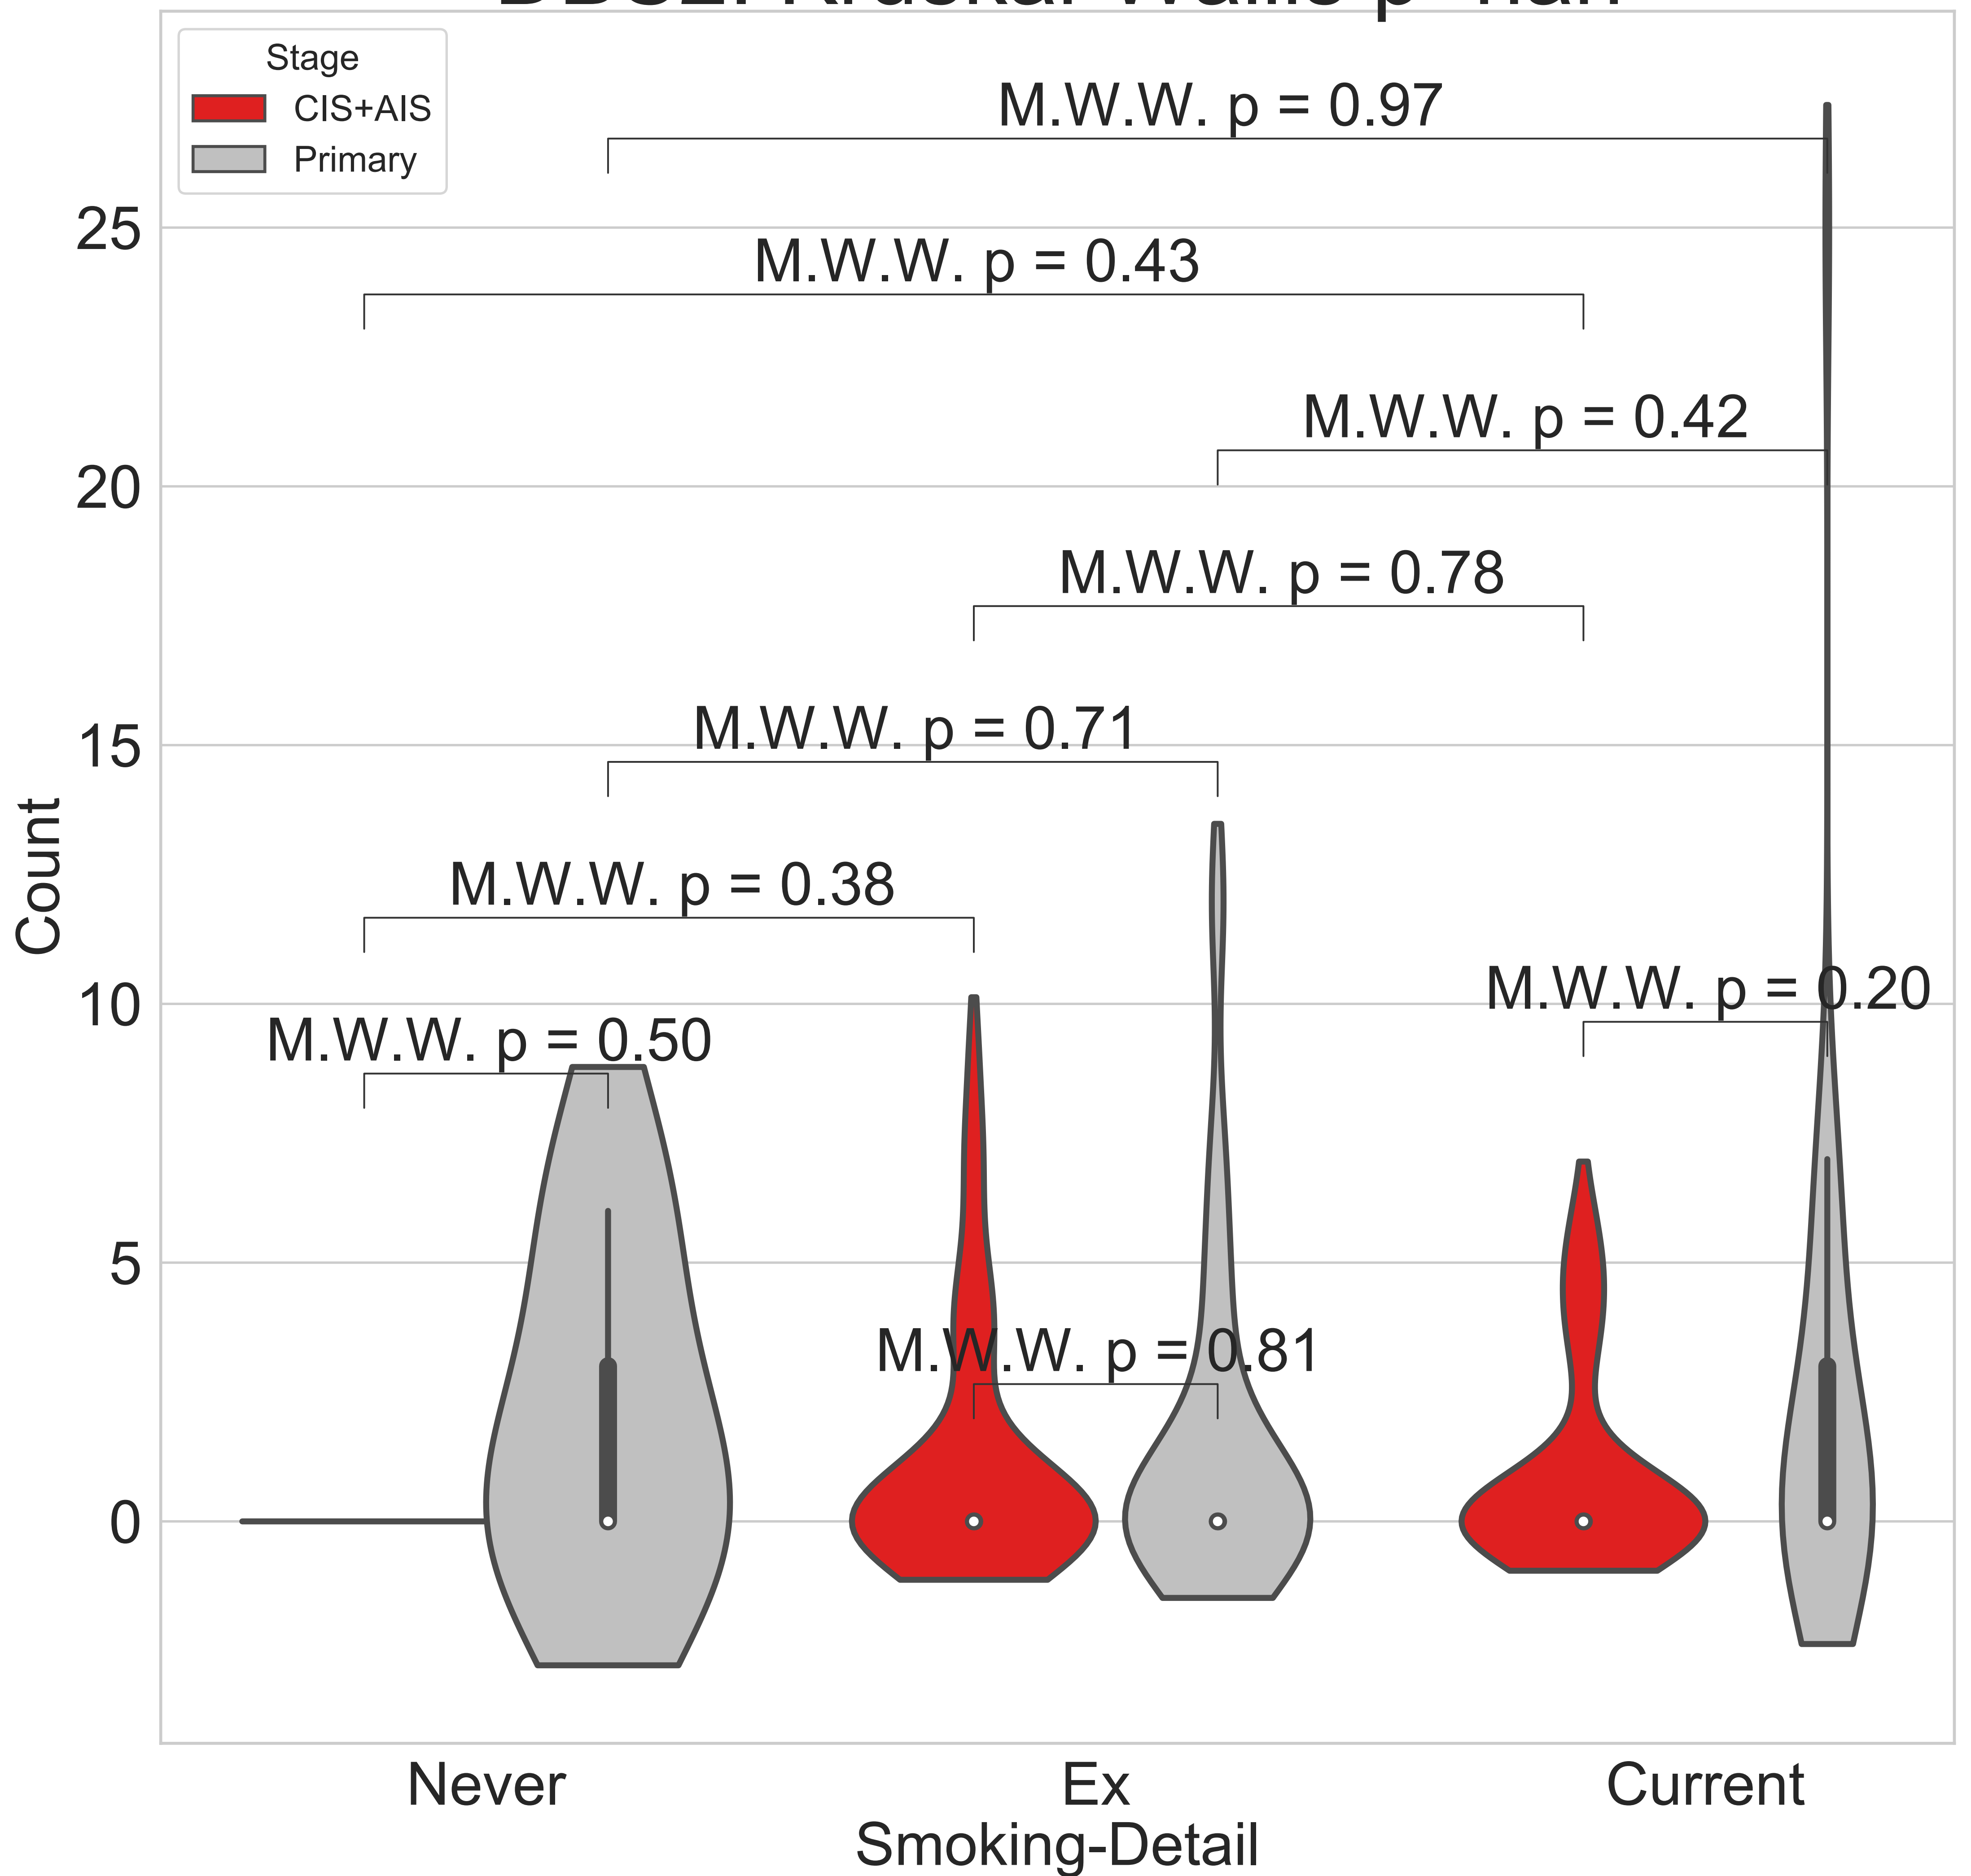 Stage
CIS+AIS
Primary
M.W.W. p = 0.97
25
M.W.W. p = 0.43
M.W.W. p = 0.42
20
M.W.W. p = 0.78
M.W.W. p = 0.71
15
M.W.W. p = 0.38
Count
M.W.W. p = 0.20
10
M.W.W. p = 0.50
5
M.W.W. p = 0.81
0
Never
Ex
Current
Smoking-Detail